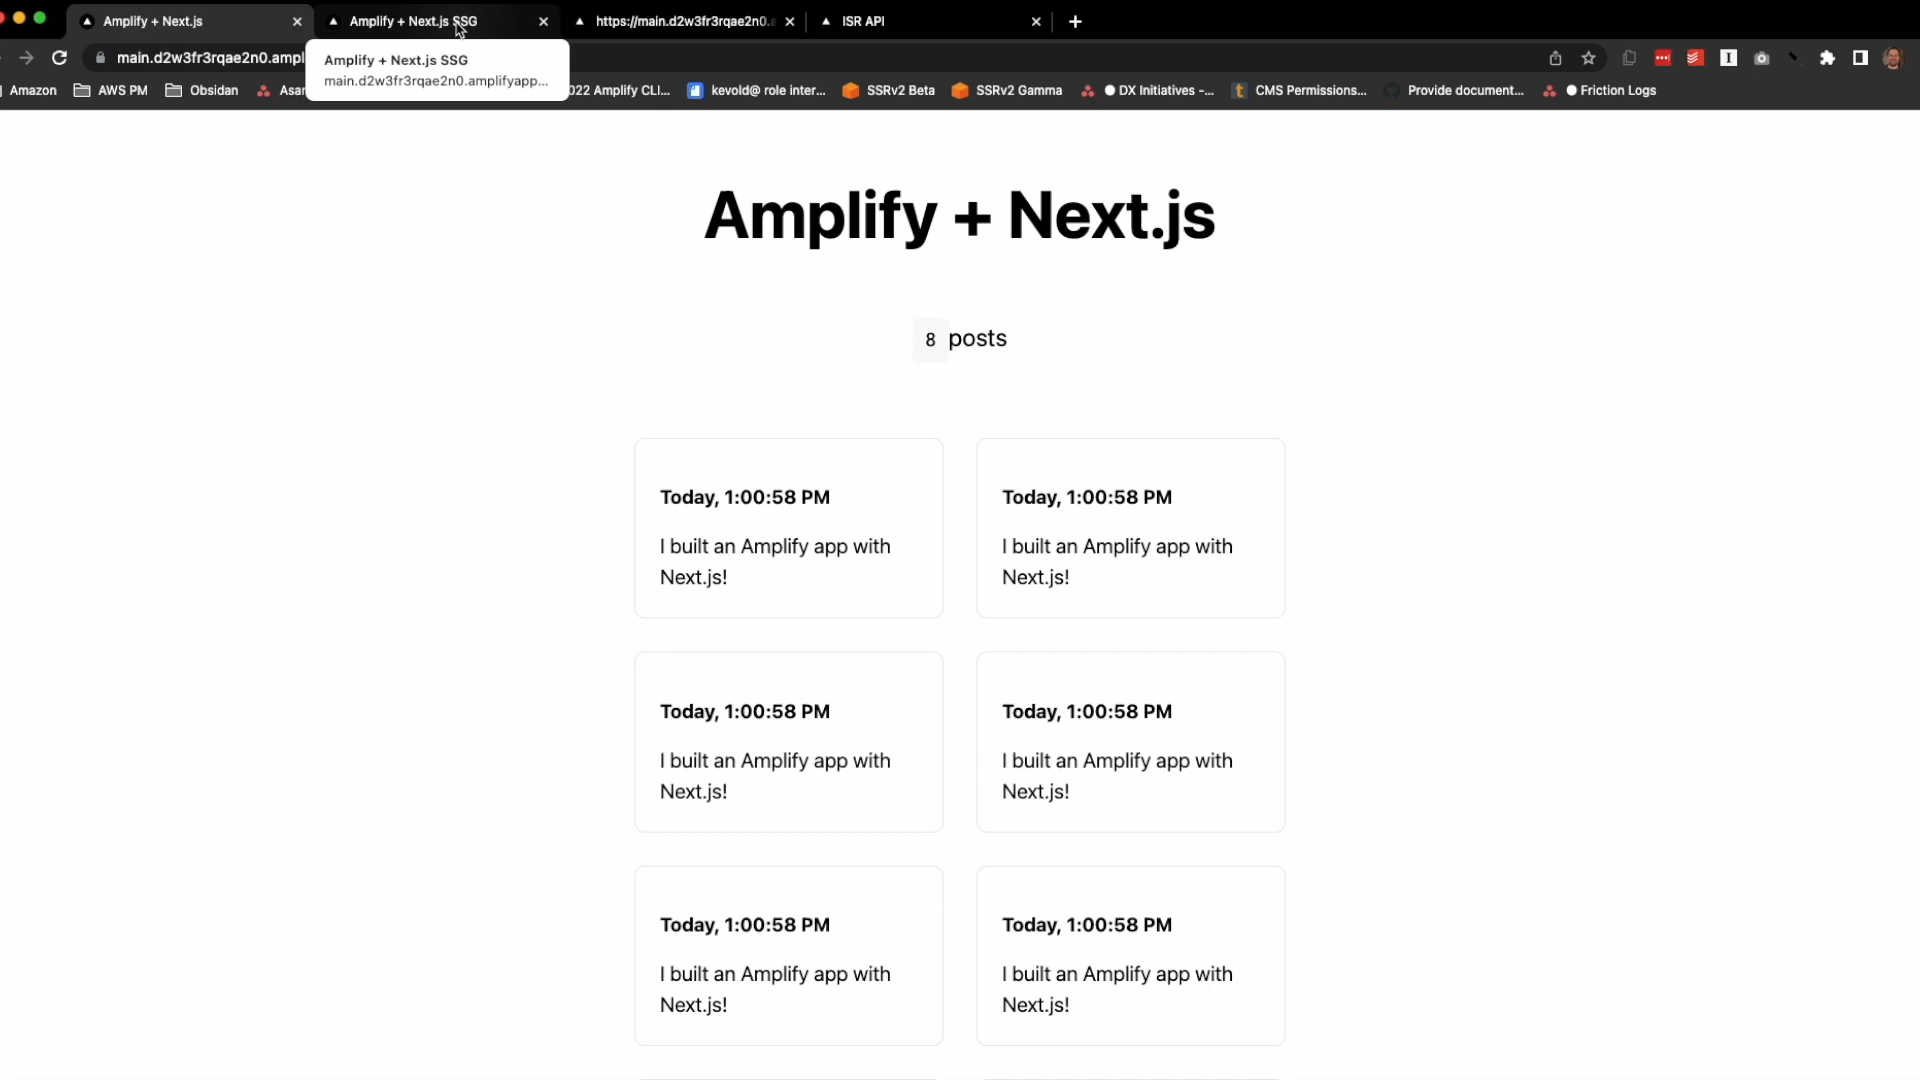 Amplify + Next.js
Amplify + Next.js SSG
https://main.d2w3fr3rqae2n0.
ISR API
main.d2w3fr3rqae2n0.ampl
Amplify + Next.js SSG
main.d2w3fr3rqae2n0.amplifyapp...
Amazon
AWS PM
Obsidan
Asar
022 Amplify CLI...
kevold@ role inter...
SSRv2 Beta
SSRv2 Gamma
DX Initiatives -...
CMS Permissions...
Provide document...
Friction Logs
Amplify + Next.js
8 posts
Today, 1:00:58 PM
I built an Amplify app with
Next.js!
Today, 1:00:58 PM
I built an Amplify app with
Next.js!
Today, 1:00:58 PM
I built an Amplify app with
Next.js!
Today, 1:00:58 PM
I built an Amplify app with
Next.js!
Today, 1:00:58 PM
I built an Amplify app with
Next.js!
Today, 1:00:58 PM
I built an Amplify app with
Next.js!